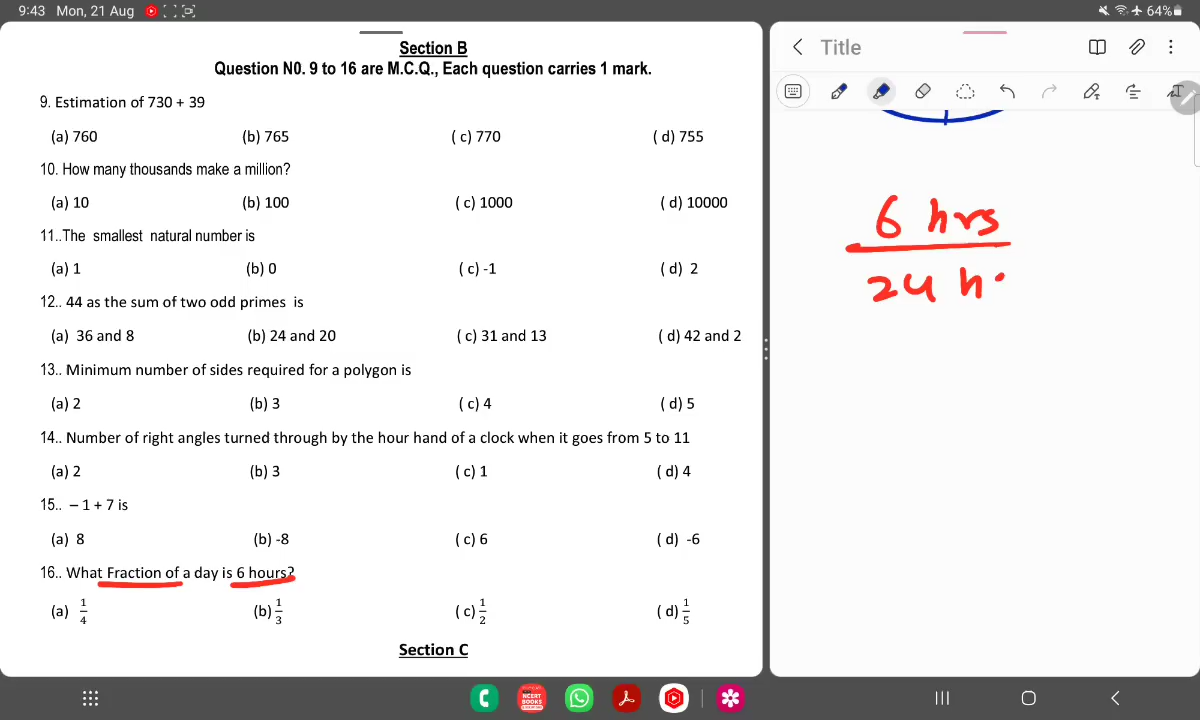 9:43 Mon, 21 Aug
64%
Section B
Question N0. 9 to 16 are M.C.Q., Each question carries 1 mark.
9. Estimation of 730 + 39
(a) 760 (b) 765 ( c) 770 ( d) 755
10. How many thousands make a million?
(a) 10 (b) 100 ( c) 1000 ( d) 10000
11..The smallest natural number is
(a) 1 (b) 0 ( c) -1 ( d) 2
12.. 44 as the sum of two odd primes is
(a) 36 and 8 (b) 24 and 20 ( c) 31 and 13 ( d) 42 and 2
13.. Minimum number of sides required for a polygon is
(a) 2 (b) 3 ( c) 4 ( d) 5
14.. Number of right angles turned through by the hour hand of a clock when it goes from 5 to 11
(a) 2 (b) 3 ( c) 1 ( d) 4
15.. – 1 + 7 is
(a) 8 (b) -8 ( c) 6 ( d) -6
16.. What Fraction of a day is 6 hours?
(a) 1/4 (b) 1/3 ( c) 1/2 ( d) 1/5
Section C
Title
6 hrs
24 h
NCERT
BOOKS